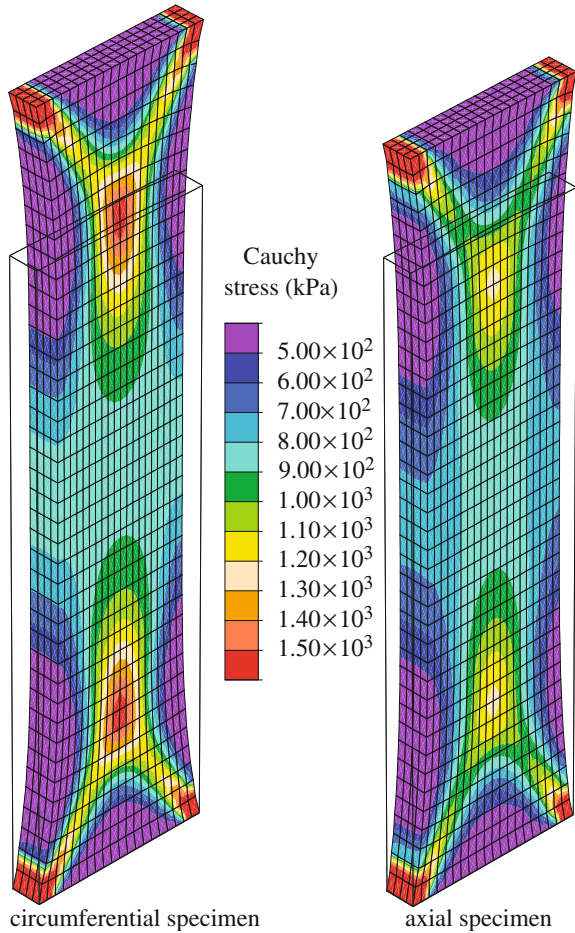 Cauchy
stress (kPa)
5.00×10²
6.00×10²
7.00×10²
8.00×10²
9.00×10²
1.00×10³
1.10×10³
1.20×10³
1.30×10³
1.40×10³
1.50×10³
circumferential specimen
axial specimen